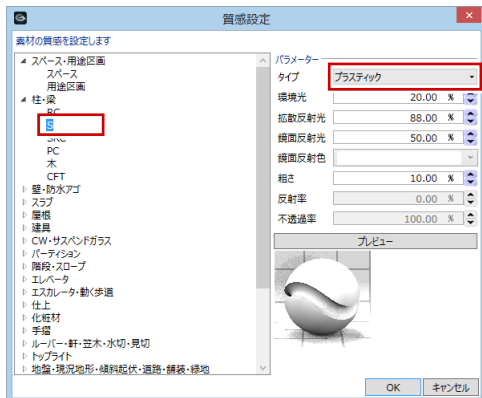 質感設定
素材の質感を設定します
スペース・用途区画
スペース
用途区画
柱・梁
RC
S
SRC
PC
木
CFT
壁・防水アゴ
スラブ
屋根
建具
CW・サスペンドガラス
パーティション
階段・スロープ
エレベータ
エスカレータ・動く歩道
仕上
化粧材
手摺
ルーバー・軒・笠木・水切・見切
トップライト
地盤・現況地形・傾斜起伏・道路・舗装・緑地
パラメーター
タイプ プラスティック
環境光 20.00 %
拡散反射光 88.00 %
鏡面反射光 50.00 %
鏡面反射色
粗さ 10.00 %
反射率 0.00 %
不透過率 100.00 %
プレビュー
OK キャンセル